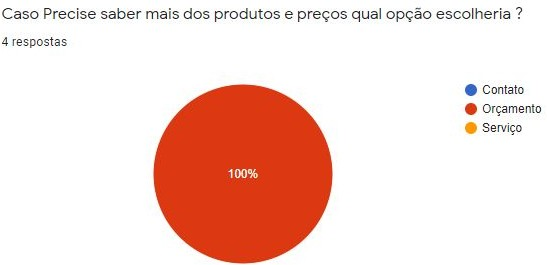 Caso Precise saber mais dos produtos e preços qual opção escolheria ?
4 respostas
Contato
Orçamento
Serviço
100%